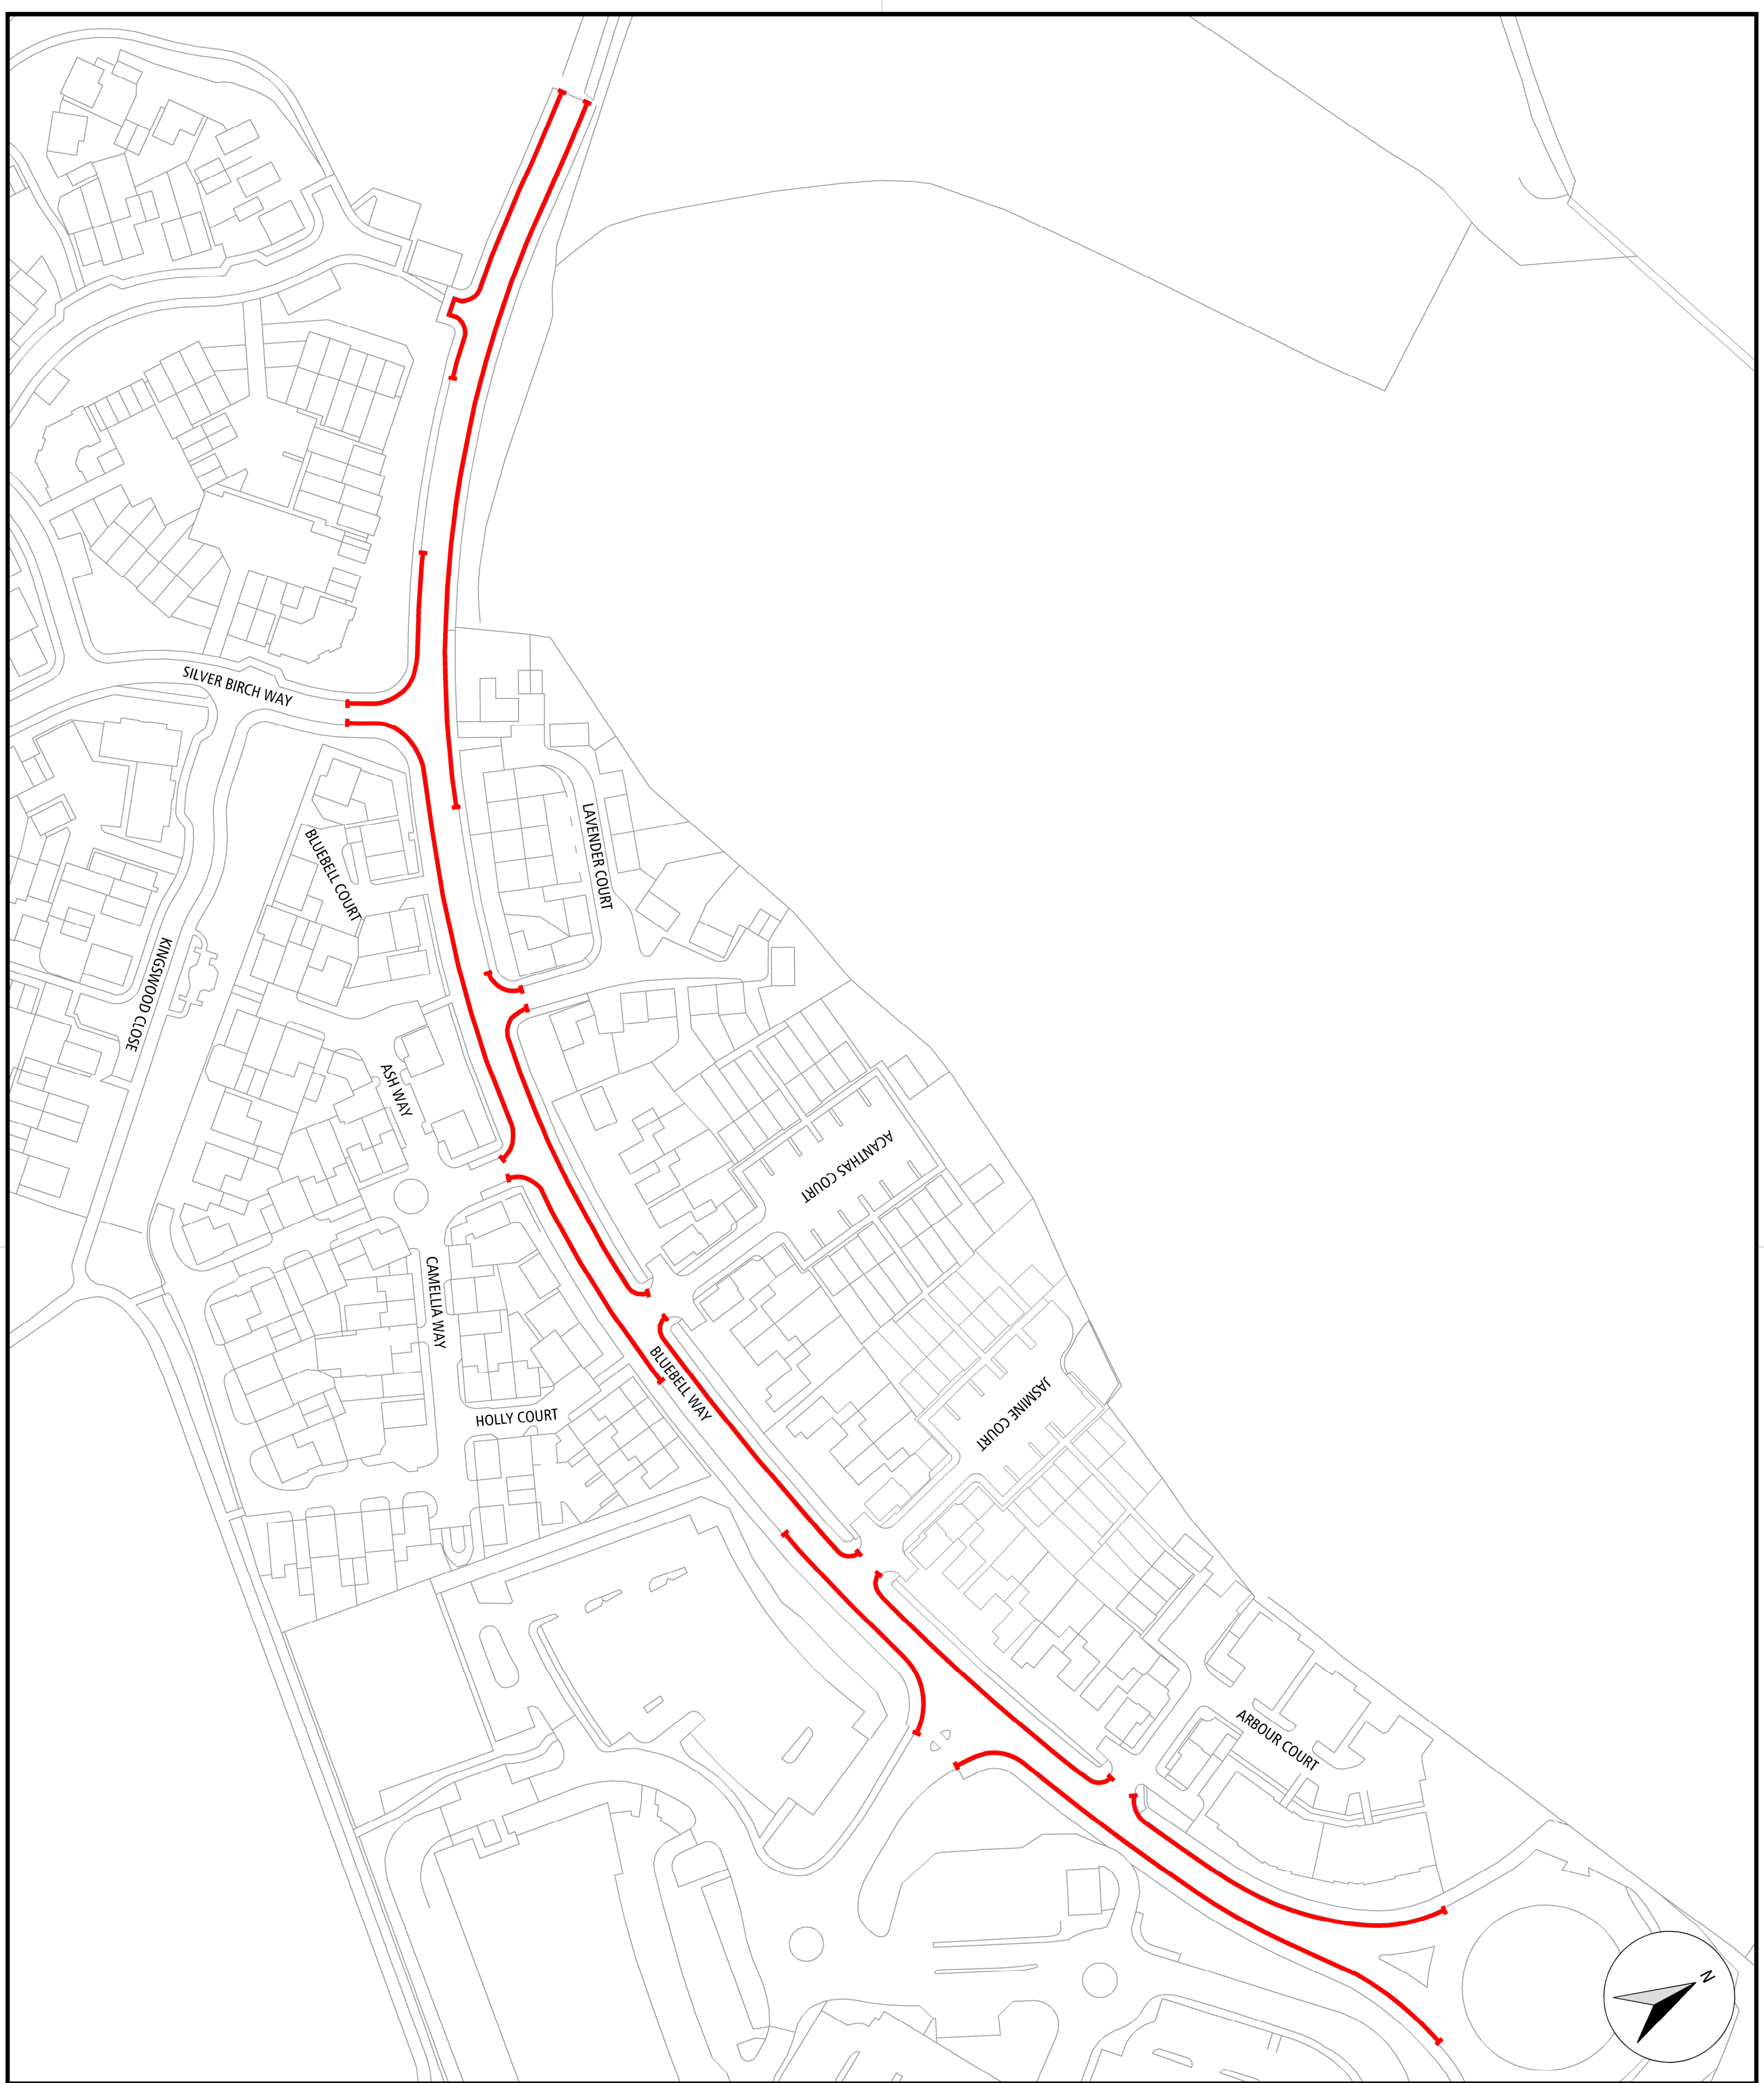 SILVER BIRCH WAY
LAVENDER COURT
BLUEBELL COURT
KINGSWOOD CLOSE
ASH WAY
ACANTHAS COURT
CAMELLIA WAY
BLUEBELL WAY
JASMINE COURT
HOLLY COURT
ARBOUR COURT
N